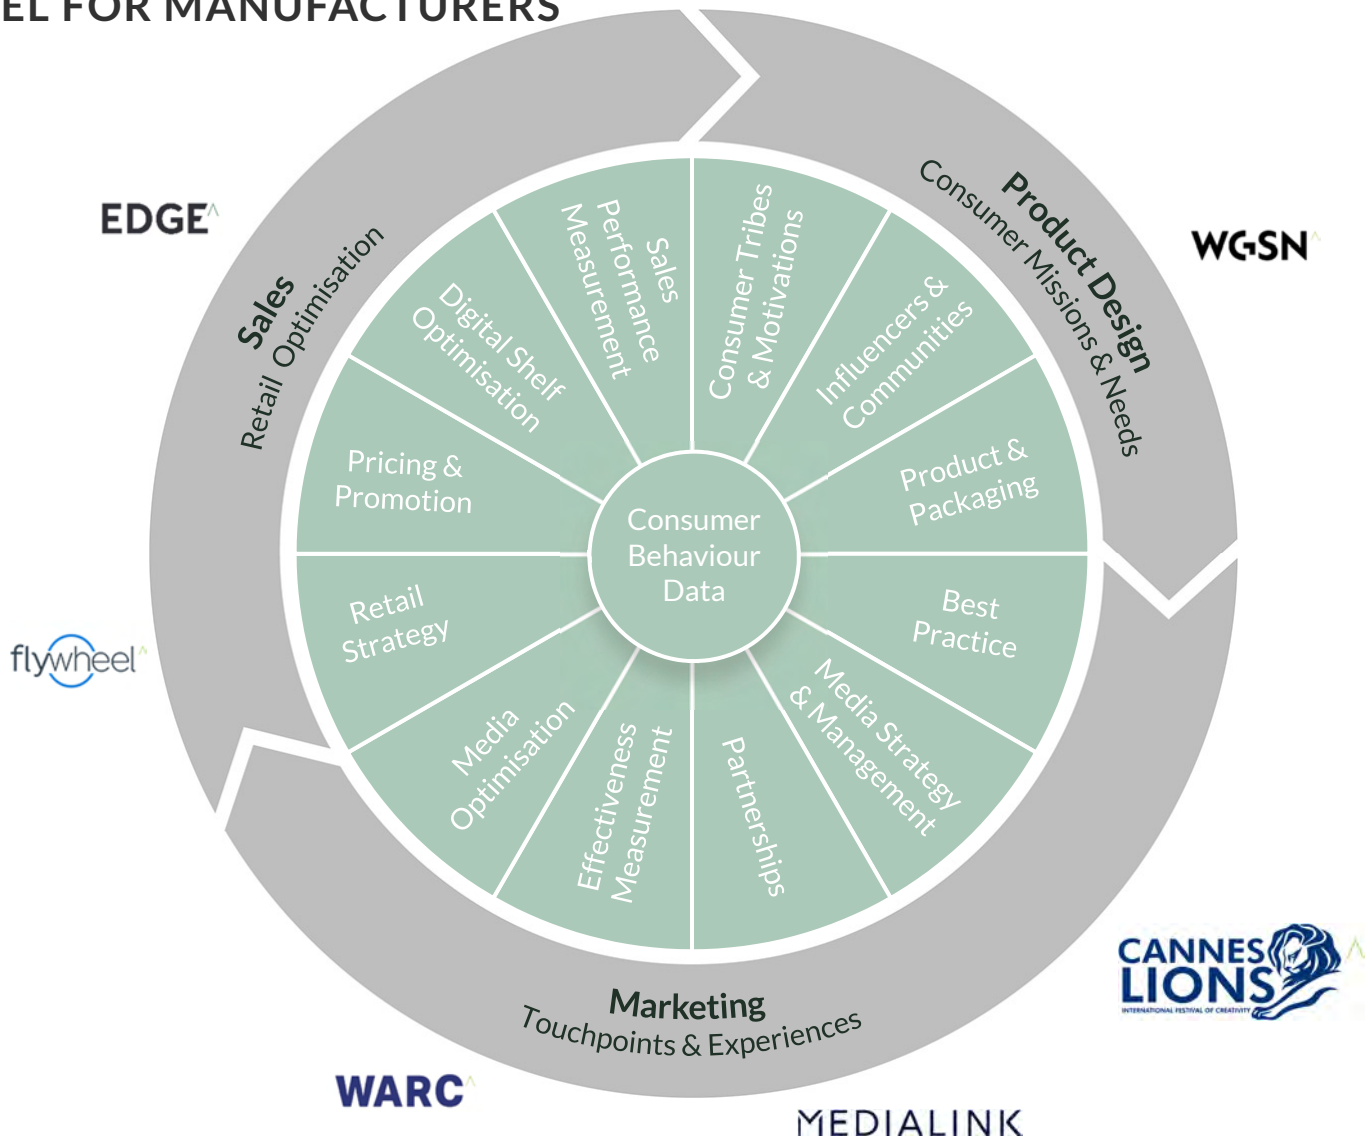 EL FOR MANUFACTURERS
Product Design
Consumer Missions & Needs
WGSN
Sales
Retail Optimisation
EDGE^
flywheel^
Marketing
Touchpoints & Experiences
CANNES
LIONS
INTERNATIONAL FESTIVAL OF CREATIVITY
WARC^
MEDIALINK
Consumer
Behaviour
Data
Consumer Tribes
& Motivations
Influencers &
Communities
Product &
Packaging
Best
Practice
Media Strategy
& Management
Partnerships
Effectiveness
Measurement
Media
Optimisation
Retail
Strategy
Pricing &
Promotion
Digital Shelf
Optimisation
Sales
Performance
Measurement